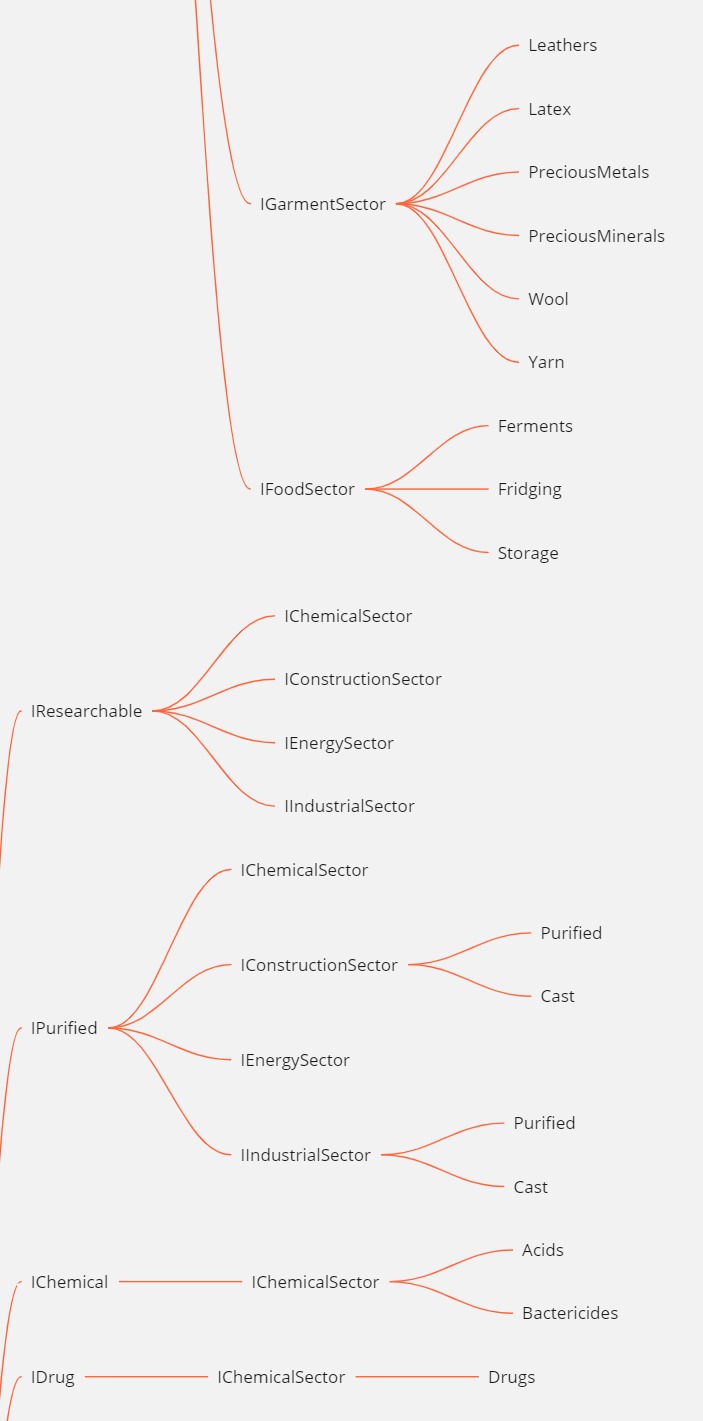 Leathers
Latex
PreciousMetals
IGarmentSector
PreciousMinerals
Wool
Yarn
Ferments
IFoodSector
Fridging
Storage
IChemicalSector
IConstructionSector
IResearchable
IEnergySector
IIndustrialSector
IChemicalSector
Purified
IConstructionSector
Cast
IPurified
IEnergySector
Purified
IIndustrialSector
Cast
Acids
IChemical
IChemicalSector
Bactericides
IDrug
IChemicalSector
Drugs